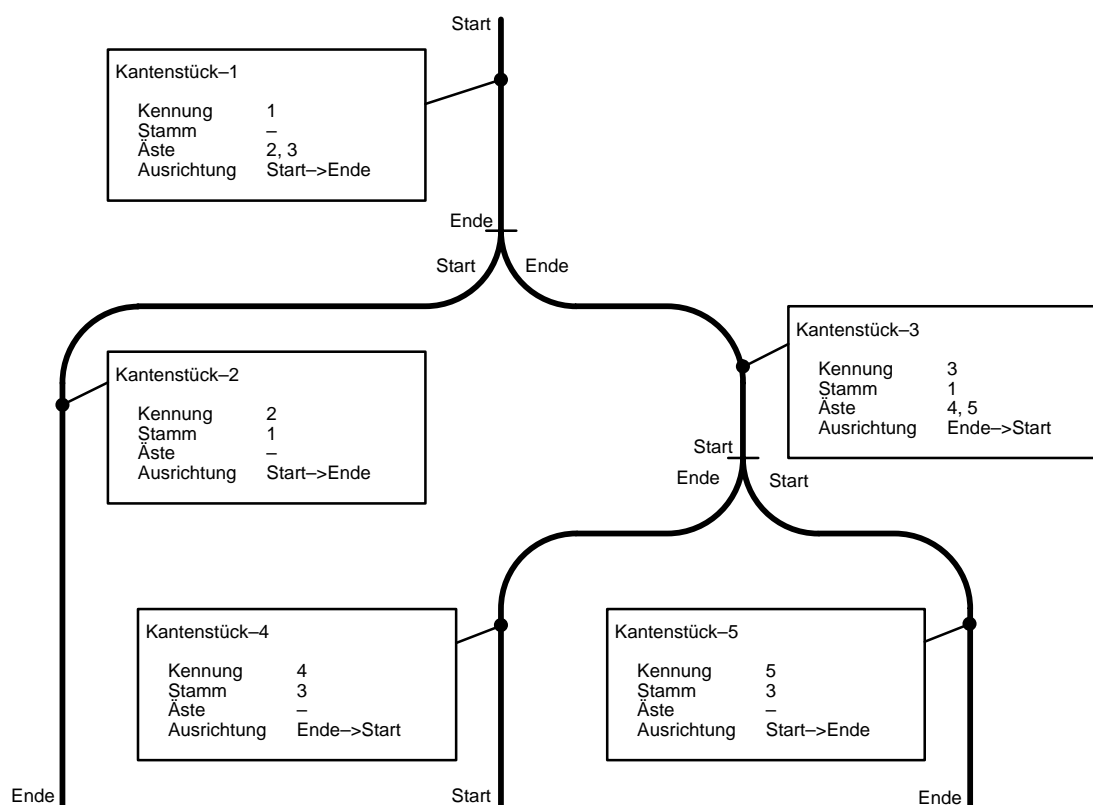 Start
Kantenstück–1
Kennung 1
Stamm –
Äste 2, 3
Ausrichtung Start–>Ende
Ende
Start Ende
Kantenstück–3
Kennung 3
Stamm 1
Äste 4, 5
Ausrichtung Ende–>Start
Kantenstück–2
Kennung 2
Stamm 1
Äste –
Ausrichtung Start–>Ende
Start
Ende Start
Kantenstück–4
Kennung 4
Stamm 3
Äste –
Ausrichtung Ende–>Start
Kantenstück–5
Kennung 5
Stamm 3
Äste –
Ausrichtung Start–>Ende
Ende Start Ende